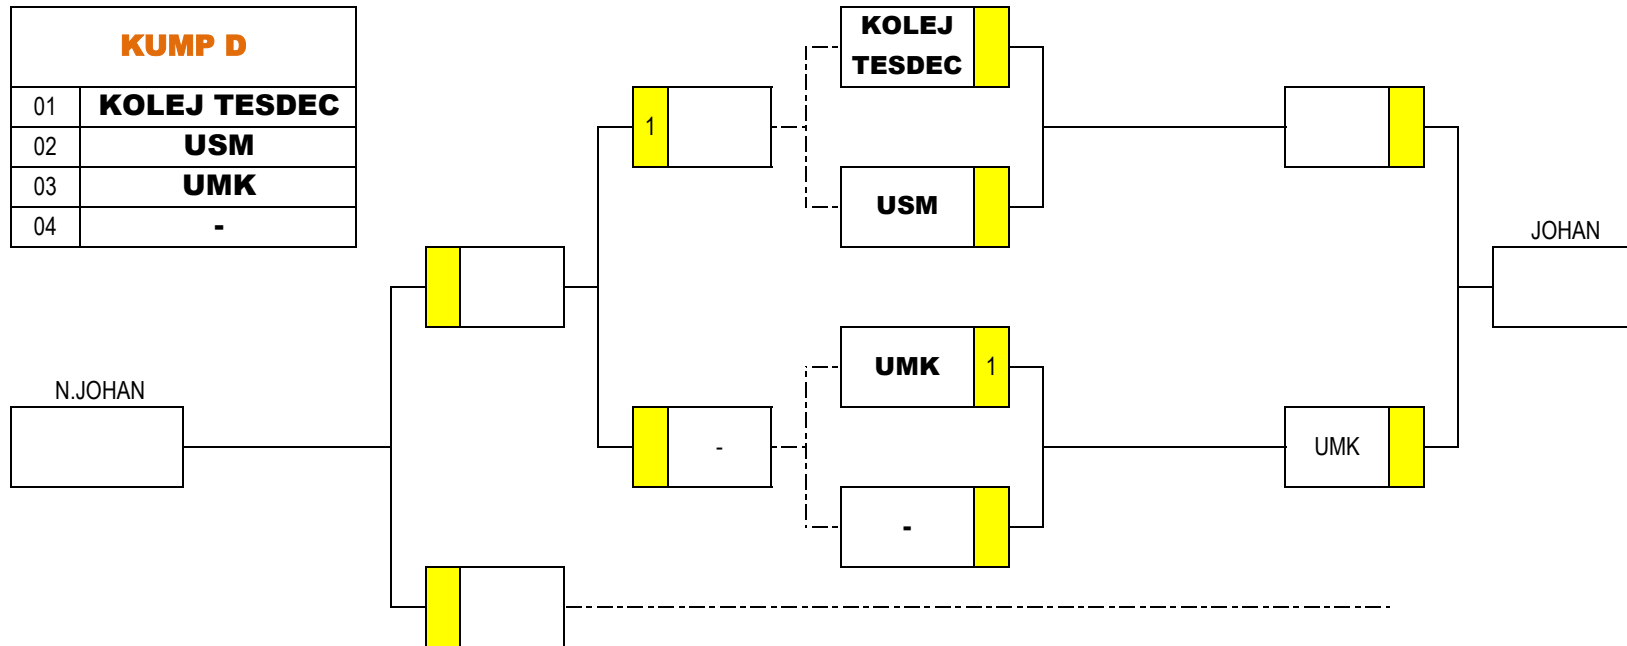 KUMP D
01 KOLEJ TESDEC
02 USM
03 UMK
04 -
KOLEJ
TESDEC
1
USM
JOHAN
UMK 1
N.JOHAN
-
UMK
-